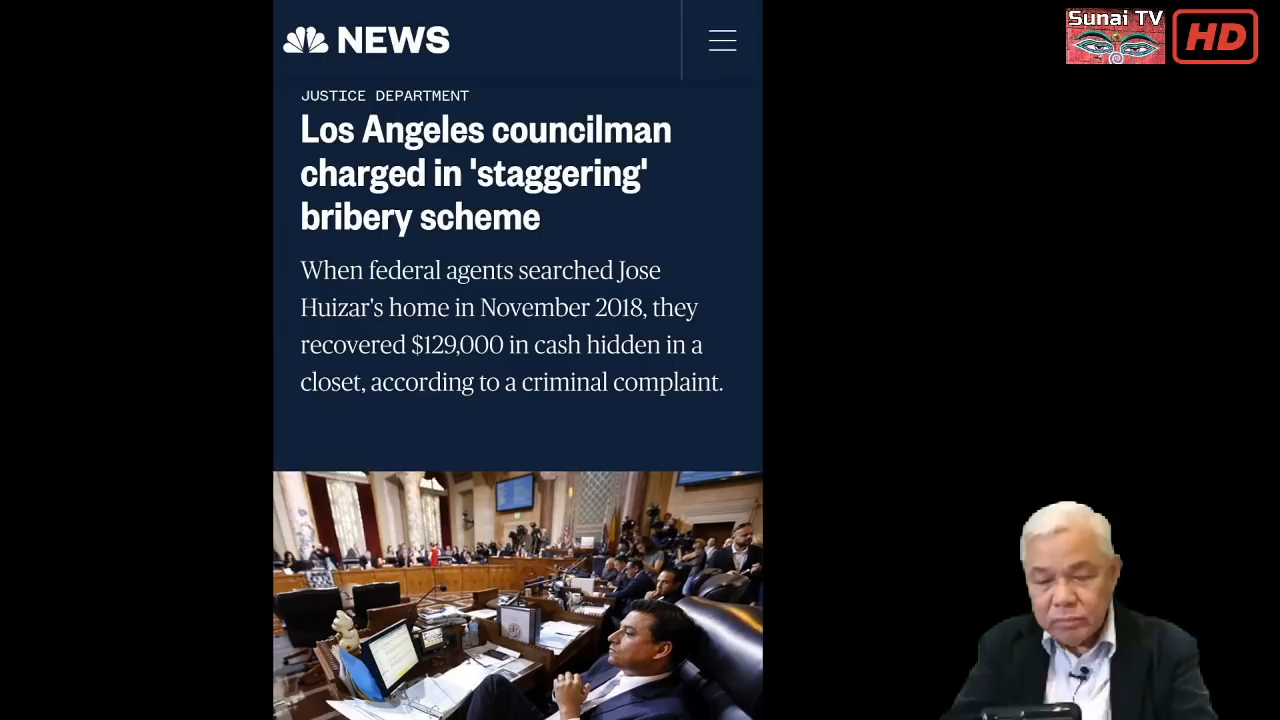 NEWS
JUSTICE DEPARTMENT
Los Angeles councilman
charged in 'staggering'
bribery scheme
When federal agents searched Jose
Huizar's home in November 2018, they
recovered $129,000 in cash hidden in a
closet, according to a criminal complaint.
Sunai TV
HD